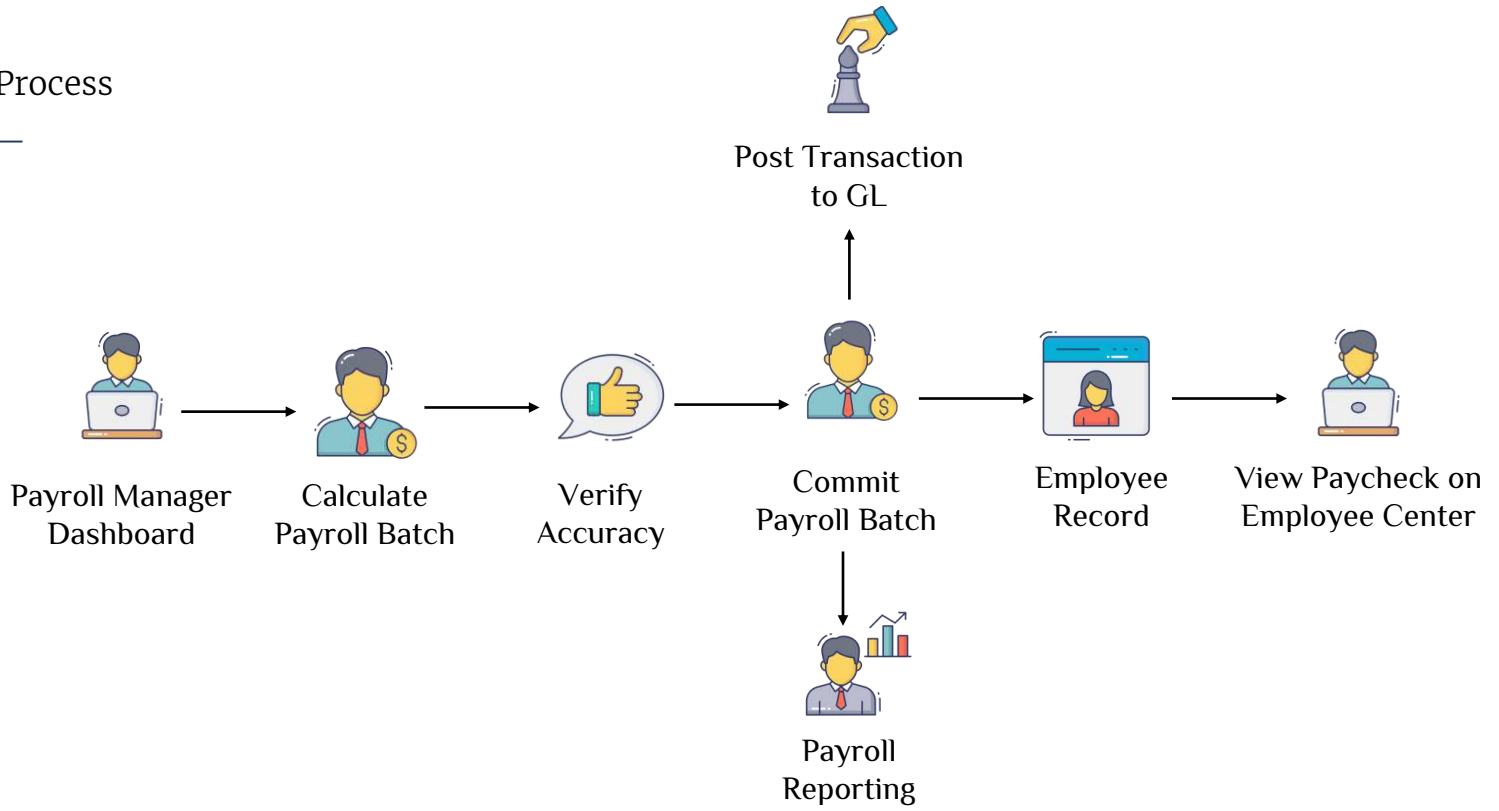 Process
Post Transaction
to GL
Payroll Manager
Dashboard
Calculate
Payroll Batch
Verify
Accuracy
Commit
Payroll Batch
Employee
Record
View Paycheck on
Employee Center
Payroll
Reporting